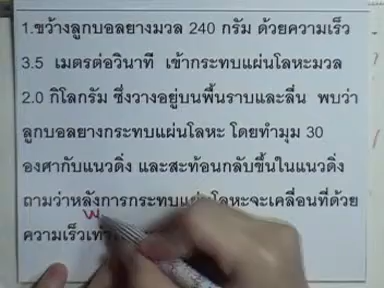 1.ขว้างลูกบอลยางมวล 240 กรัม ด้วยความเร็ว
3.5 เมตรต่อวินาที เข้ากระทบแผ่นโลหะมวล
2.0 กิโลกรัม ซึ่งวางอยู่บนพื้นราบและลื่น พบว่า
ลูกบอลยางกระทบแผ่นโลหะ โดยทำมุม 30
องศากับแนวดิ่ง และสะท้อนกลับขึ้นในแนวดิ่ง
ถามว่าหลังการกระทบแผ่นโลหะจะเคลื่อนที่ด้วย
ความเร็วเท่า